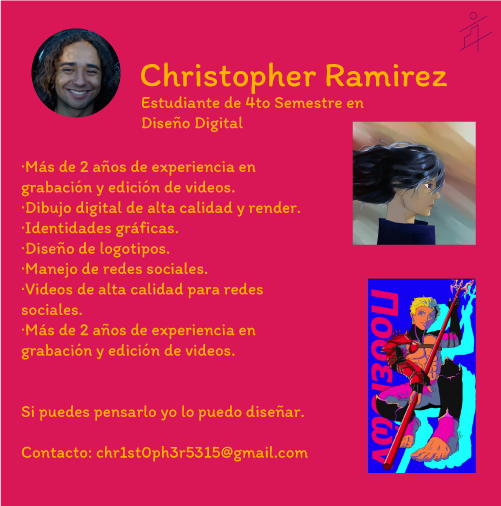 Christopher Ramirez
Estudiante de 4to Semestre en
Diseño Digital
·Más de 2 años de experiencia en
grabación y edición de videos.
·Dibujo digital de alta calidad y render.
·Identidades gráficas.
·Diseño de logotipos.
·Manejo de redes sociales.
·Videos de alta calidad para redes
sociales.
·Más de 2 años de experiencia en
grabación y edición de videos.
Si puedes pensarlo yo lo puedo diseñar.
Contacto: chr1st0ph3r5315@gmail.com